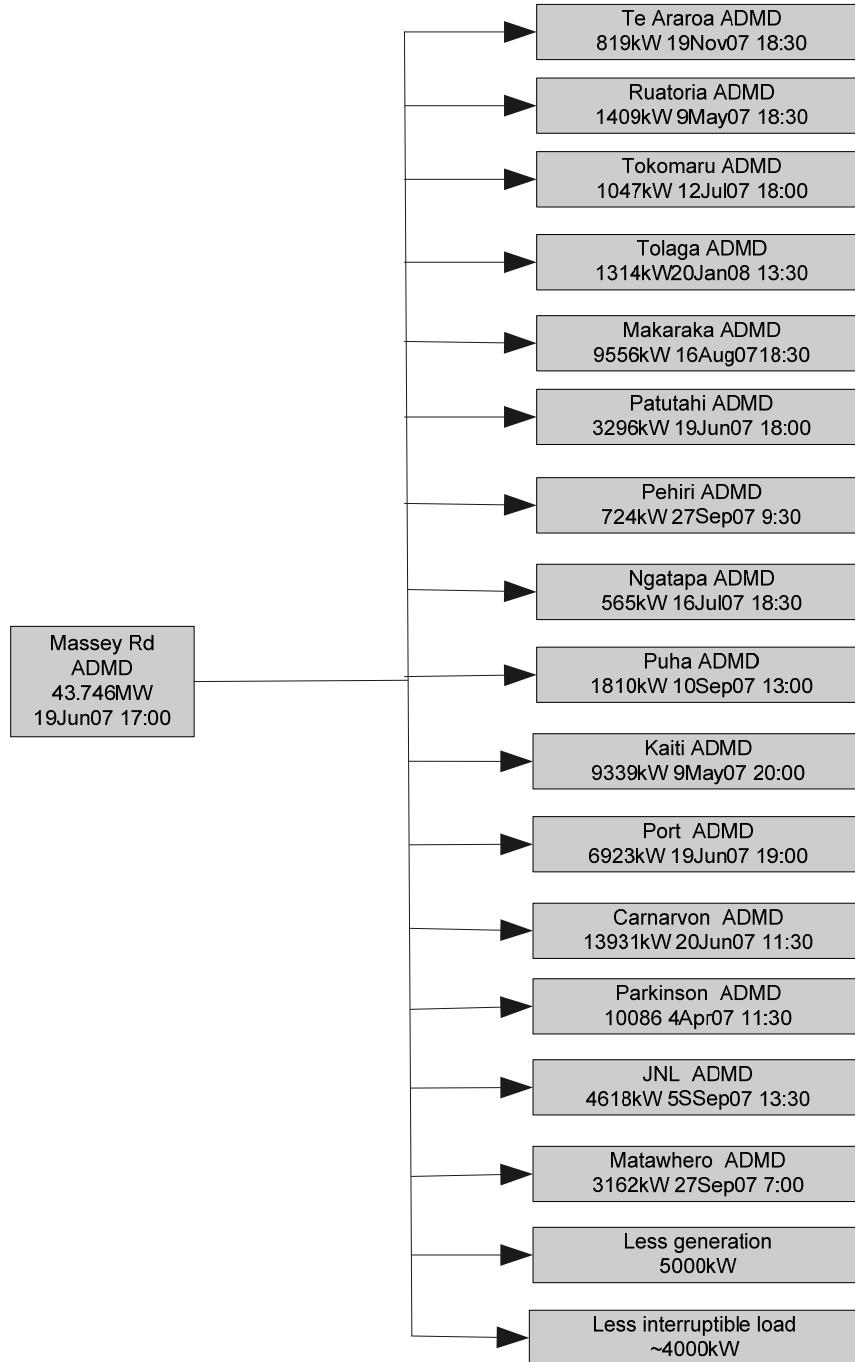 Te Araroa ADMD
819kW 19Nov07 18:30
Ruatoria ADMD
1409kW 9May07 18:30
Tokomaru ADMD
1047kW 12Jul07 18:00
Tolaga ADMD
1314kW20Jan08 13:30
Makaraka ADMD
9556kW 16Aug0718:30
Patutahi ADMD
3296kW 19Jun07 18:00
Pehiri ADMD
724kW 27Sep07 9:30
Ngatapa ADMD
565kW 16Jul07 18:30
Massey Rd
ADMD
43.746MW
19Jun07 17:00
Puha ADMD
1810kW 10Sep07 13:00
Kaiti ADMD
9339kW 9May07 20:00
Port ADMD
6923kW 19Jun07 19:00
Carnarvon ADMD
13931kW 20Jun07 11:30
Parkinson ADMD
10086 4Apr07 11:30
JNL ADMD
4618kW 5SSep07 13:30
Matawhero ADMD
3162kW 27Sep07 7:00
Less generation
5000kW
Less interruptible load
~4000kW